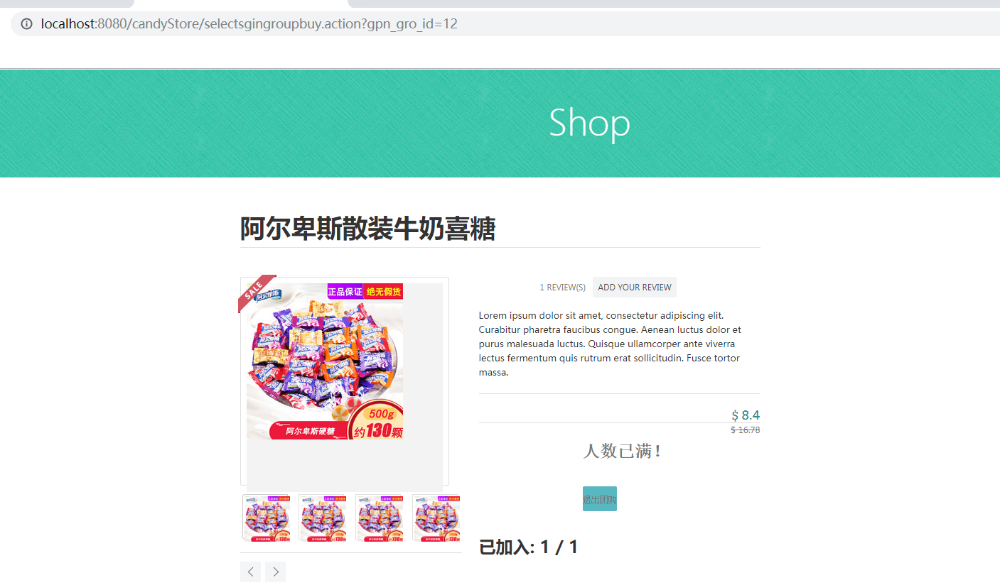 localhost:8080/candyStore/selectsgingroupbuy.action?gpn_gro_id=12
Shop
阿尔卑斯散装牛奶喜糖
SALE
阿尔卑斯
正品保证 绝无假货
500g
阿尔卑斯硬糖
约130颗
1 REVIEW(S) ADD YOUR REVIEW
Lorem ipsum dolor sit amet, consectetur adipiscing elit.
Curabitur pharetra faucibus congue. Aenean luctus dolor et
purus malesuada luctus. Quisque ullamcorper ante viverra
lectus fermentum quis rutrum erat sollicitudin. Fusce tortor
massa.
$ 8.4
$ 16.78
人数已满！
退出团购
已加入: 1 / 1